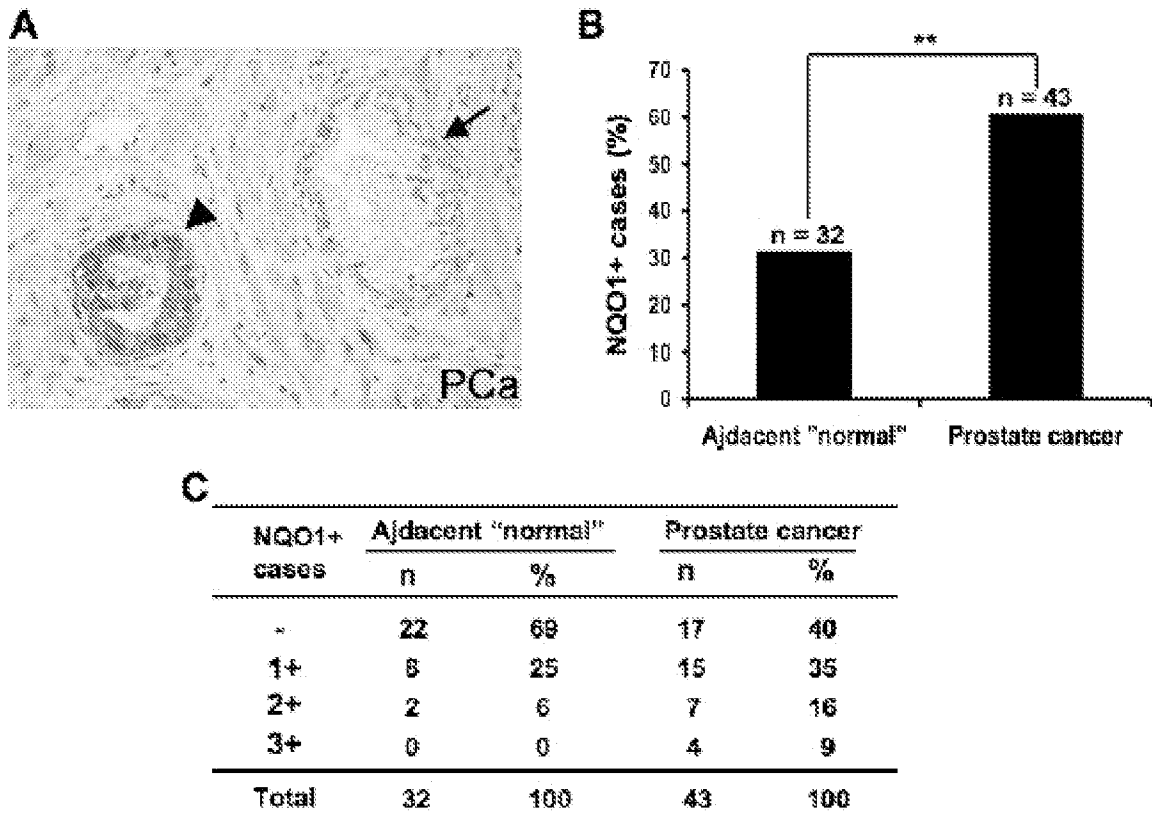 A
PCa
B
**
NQO1+ cases (%)
70
60
50
40
30
20
10
0
n = 32
n = 43
Ajdacent "normal"
Prostate cancer
C
NQO1+ cases Ajdacent "normal" Prostate cancer
n % n %
- 22 69 17 40
1+ 8 25 15 35
2+ 2 6 7 16
3+ 0 0 4 9
Total 32 100 43 100